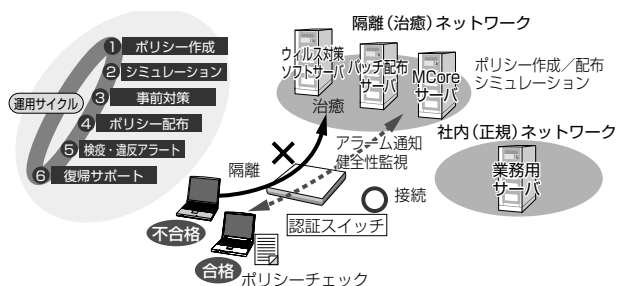 運用サイクル
1 ポリシー作成
2 シミュレーション
3 事前対策
4 ポリシー配布
5 検疫・違反アラート
6 復帰サポート
隔離（治癒）ネットワーク
ウィルス対策
ソフトサーバ
パッチ配布
サーバ
MCore
サーバ
ポリシー作成／配布
シミュレーション
治癒
アラーム通知
健全性監視
隔離
社内（正規）ネットワーク
業務用
サーバ
接続
認証スイッチ
不合格
合格
ポリシーチェック